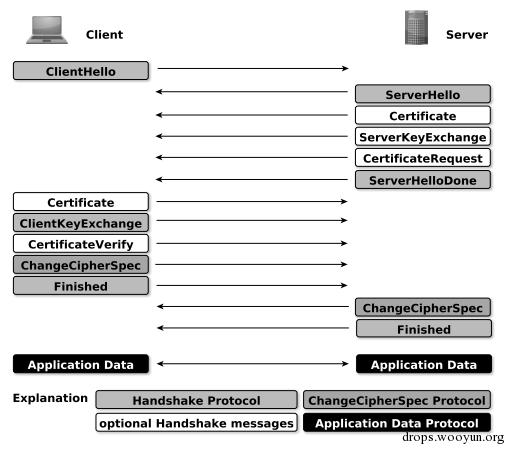 Client Server
ClientHello
ServerHello
Certificate
ServerKeyExchange
CertificateRequest
ServerHelloDone
Certificate
ClientKeyExchange
CertificateVerify
ChangeCipherSpec
Finished
ChangeCipherSpec
Finished
Application Data Application Data
Explanation Handshake Protocol ChangeCipherSpec Protocol
optional Handshake messages Application Data Protocol
drops.wooyun.org